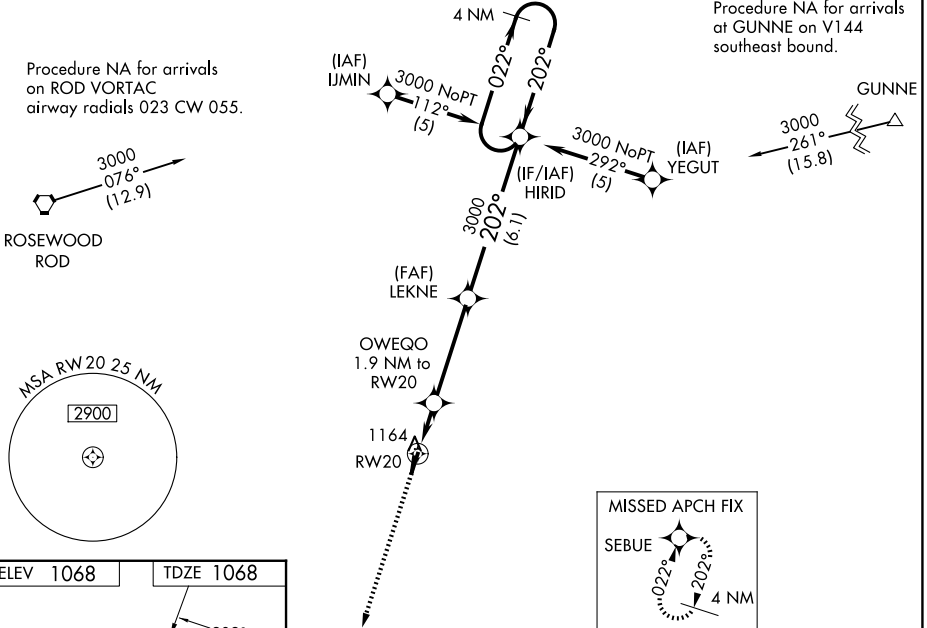 Procedure NA for arrivals
at GUNNE on V144
southeast bound.
4 NM
022°
202°
Procedure NA for arrivals
on ROD VORTAC
airway radials 023 CW 055.
(IAF)
IJMIN
3000 NoPT
112°
(5)
GUNNE
3000
261°
(15.8)
3000 NoPT
292°
(5)
(IAF)
YEGUT
(IF/IAF)
HIRID
3000
076°
(12.9)
ROSEWOOD
ROD
3000
202°
(6.1)
(FAF)
LEKNE
OWEQO
1.9 NM to
RW20
1164
RW20
MSA RW20 25 NM
2900
MISSED APCH FIX
SEBUE
022°
202°
4 NM
ELEV 1068
TDZE 1068